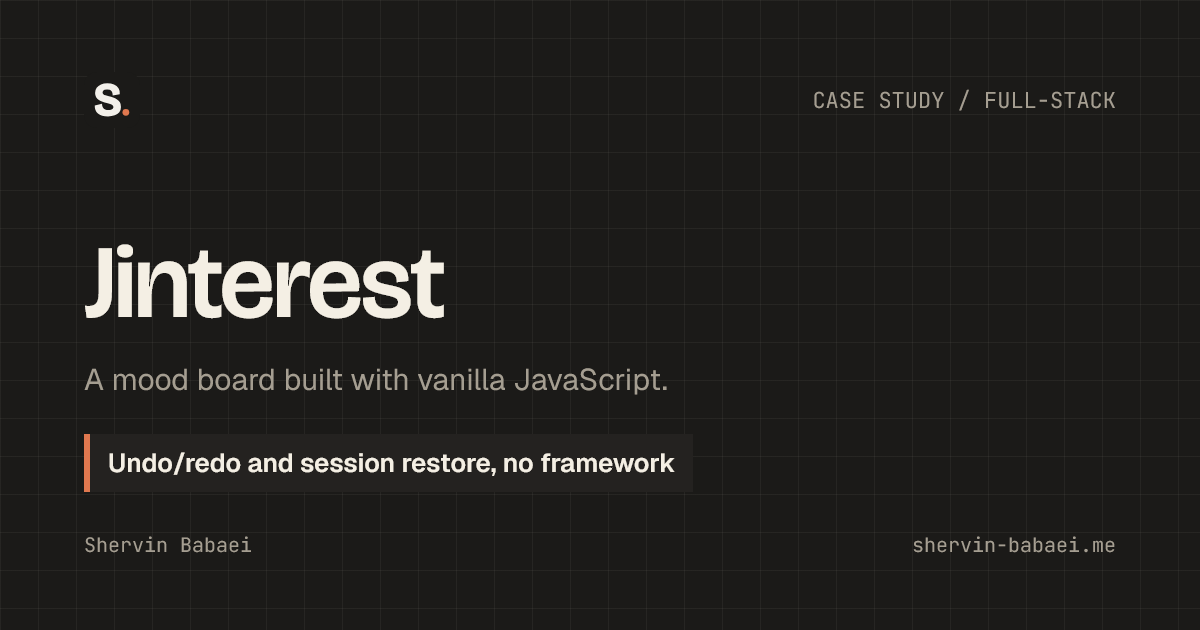 S.
CASE STUDY / FULL-STACK
Jinterest
A mood board built with vanilla JavaScript.
Undo/redo and session restore, no framework
Shervin Babaei
shervin-babaei.me